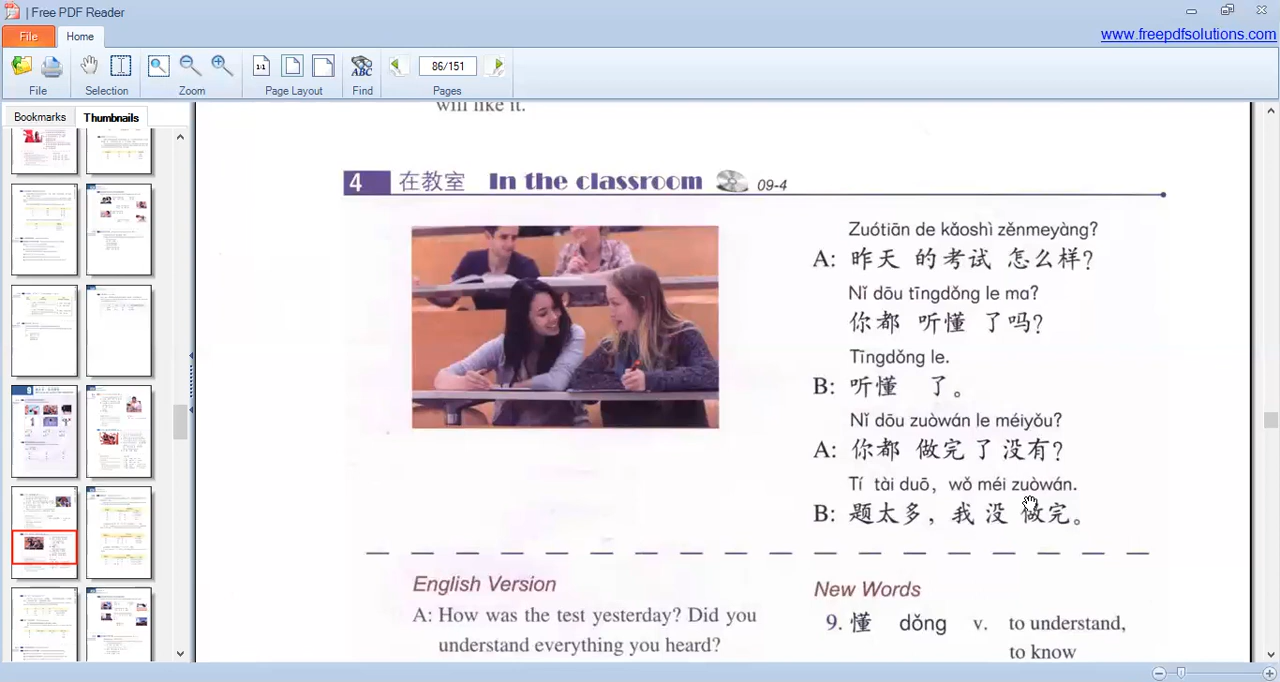 | Free PDF Reader
File
Home
www.freepdfsolutions.com
1:1
ABC
86/151
File
Selection
Zoom
Page Layout
Find
Pages
Bookmarks
Thumbnails
will like it.
4 在教室 In the classroom 09-4
Zuótiān de kǎoshì zěnmeyàng?
A: 昨天 的考试 怎么样?
Nǐ dōu tīngdǒng le ma?
你都 听懂 了吗?
Tīngdǒng le.
B: 听懂 了。
Nǐ dōu zuòwán le méiyǒu?
A: 你都 做完 了 没有?
Tí tài duō, wǒ méi zuòwán.
B: 题太多, 我 没 做完。
English Version
A: How was the test yesterday? Did you
understand everything you heard?
New Words
9. 懂 dǒng v. to understand,
to know